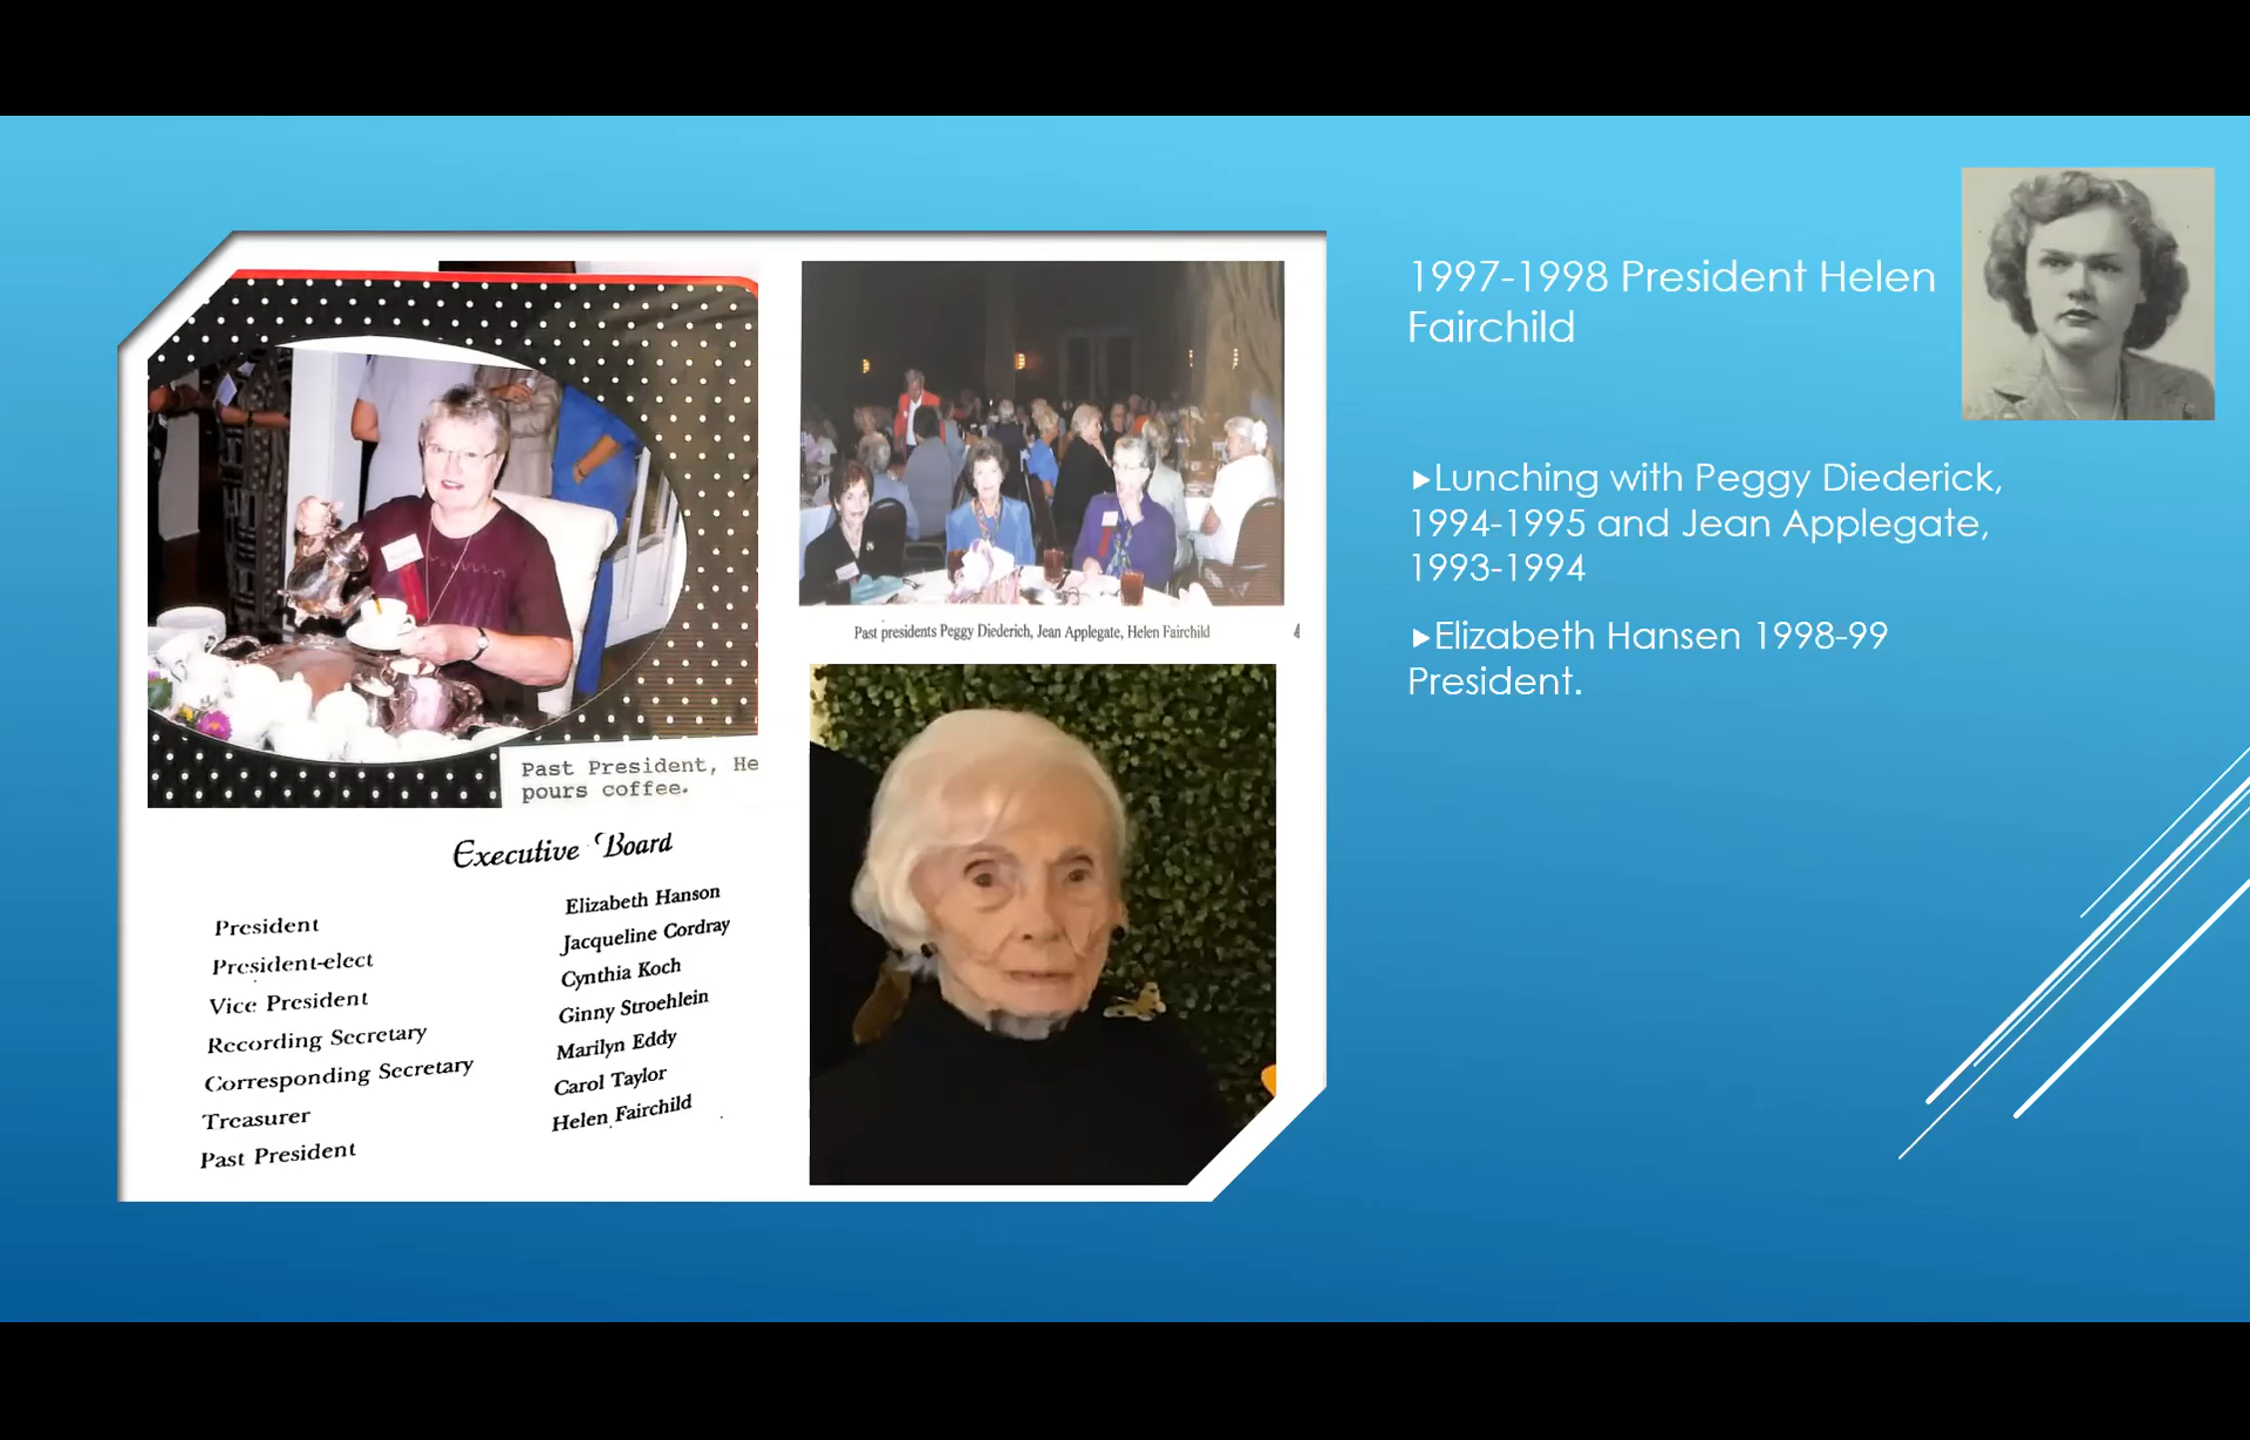 1997-1998 President Helen
Fairchild
▶Lunching with Peggy Diederick,
1994-1995 and Jean Applegate,
1993-1994
▶Elizabeth Hansen 1998-99
President.
Past President, He
pours coffee.
Past presidents Peggy Diederich, Jean Applegate, Helen Fairchild
Executive Board
President
Elizabeth Hanson
President-elect
Jacqueline Cordray
Vice President
Cynthia Koch
Recording Secretary
Ginny Stroehlein
Corresponding Secretary
Marilyn Eddy
Treasurer
Carol Taylor
Past President
Helen Fairchild